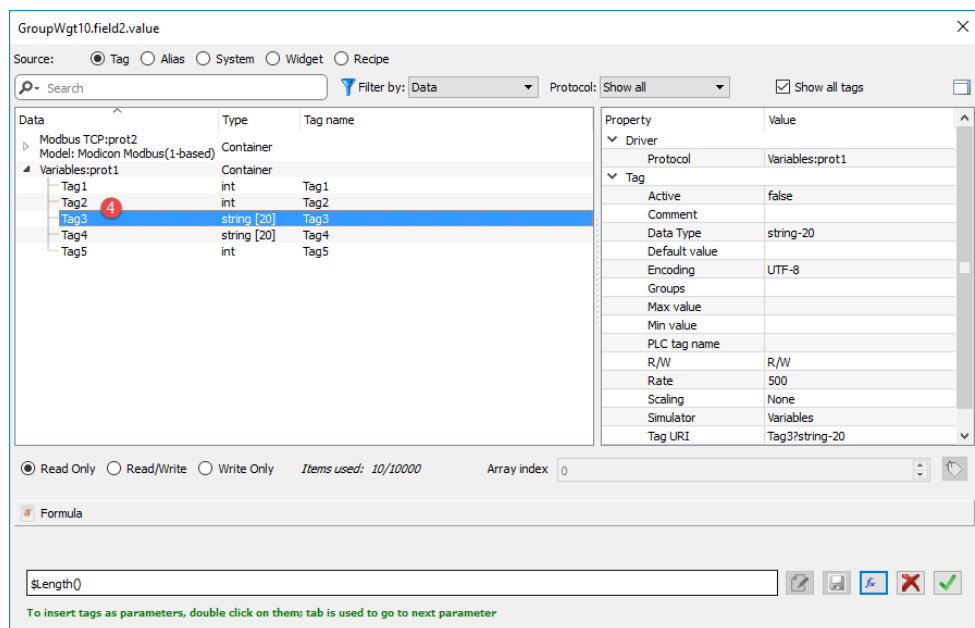 GroupWgt10.field2.value
Source: Tag Alias System Widget Recipe
Search Filter by: Data Protocol: Show all Show all tags
Data Type Tag name
Modbus TCP:prot2
Model: Modicon Modbus(1-based) Container
Variables:prot1 Container
Tag1 int Tag1
Tag2 int Tag2
4
Tag3 string [20] Tag3
Tag4 string [20] Tag4
Tag5 int Tag5
Property Value
Driver
Protocol Variables:prot1
Tag
Active false
Comment
Data Type string-20
Default value
Encoding UTF-8
Groups
Max value
Min value
PLC tag name
R/W R/W
Rate 500
Scaling None
Simulator Variables
Tag URI Tag3?string-20
Read Only Read/Write Write Only Items used: 10/10000 Array index 0
Formula
$Length()
fx
To insert tags as parameters, double click on them; tab is used to go to next parameter